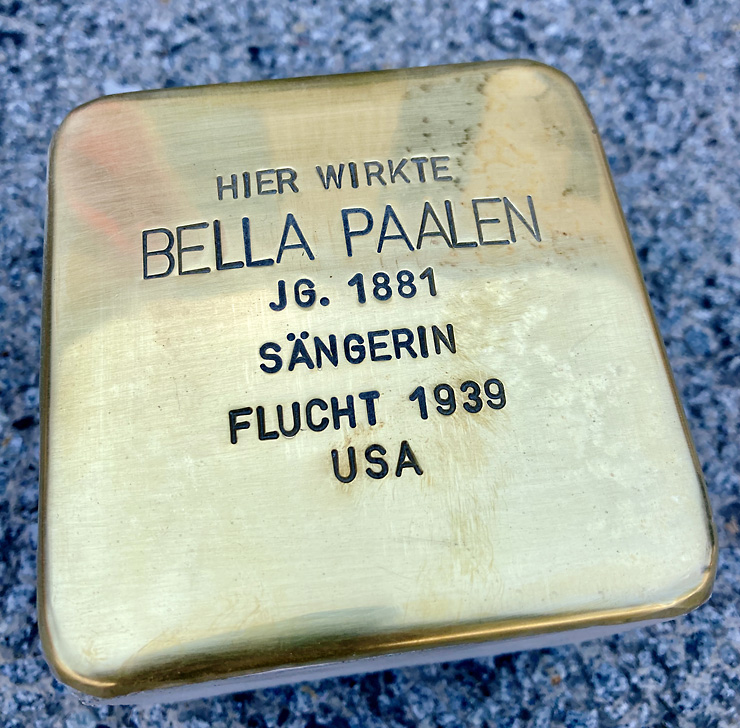 HIER WIRKTE
BELLA PAALEN
JG. 1881
SÄNGERIN
FLUCHT 1939
USA